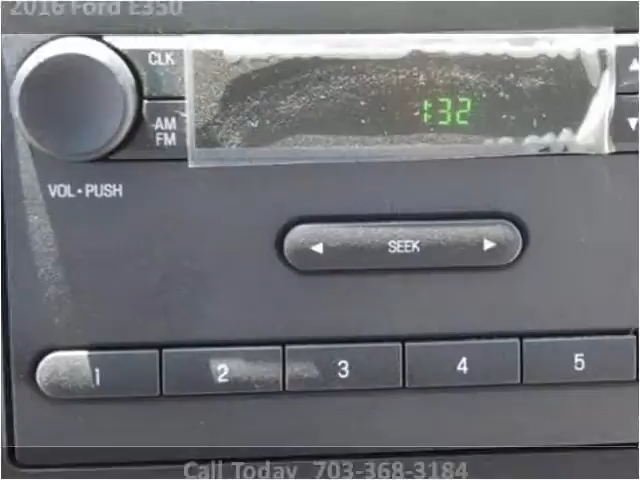 2016 Ford E350
CLK
AM
FM
1:32
VOL • PUSH
SEEK
1 2 3 4 5
Call Today 703-368-3184